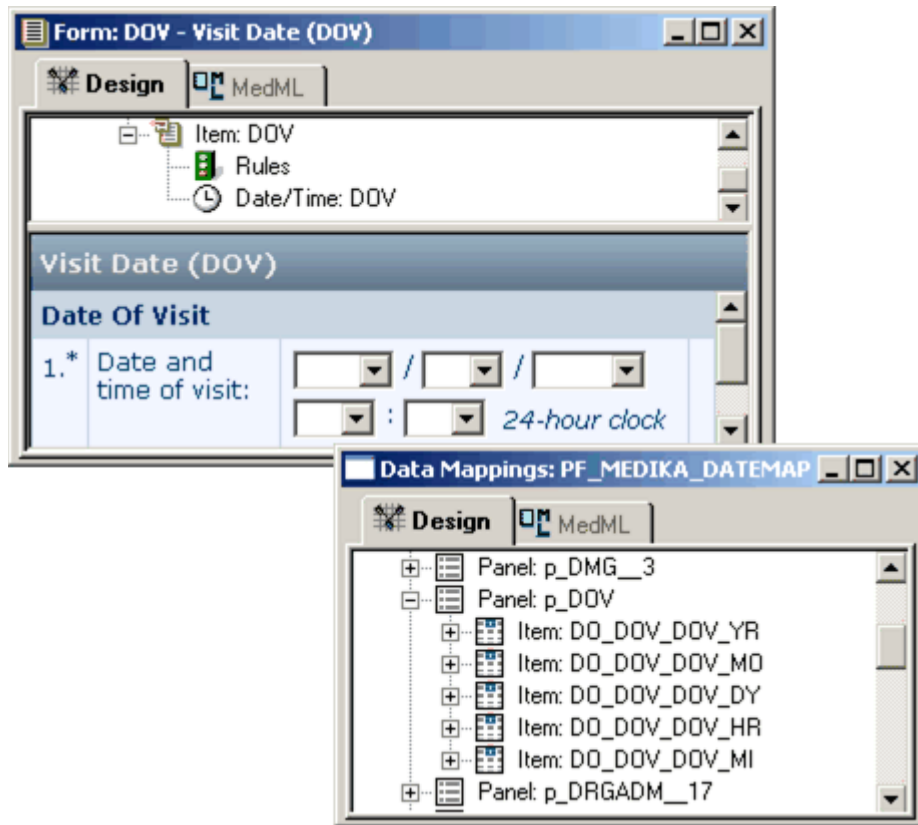 Form: DOV - Visit Date (DOV)
Design
MedML
Item: DOV
Rules
Date/Time: DOV
Visit Date (DOV)
Date Of Visit
1.* Date and
time of visit:
/ /
: 24-hour clock
Data Mappings: PF_MEDIKA_DATEMAP
Design
MedML
Panel: p_DMG__3
Panel: p_DOV
Item: DO_DOV_DOV_YR
Item: DO_DOV_DOV_MO
Item: DO_DOV_DOV_DY
Item: DO_DOV_DOV_HR
Item: DO_DOV_DOV_MI
Panel: p_DRGADM__17